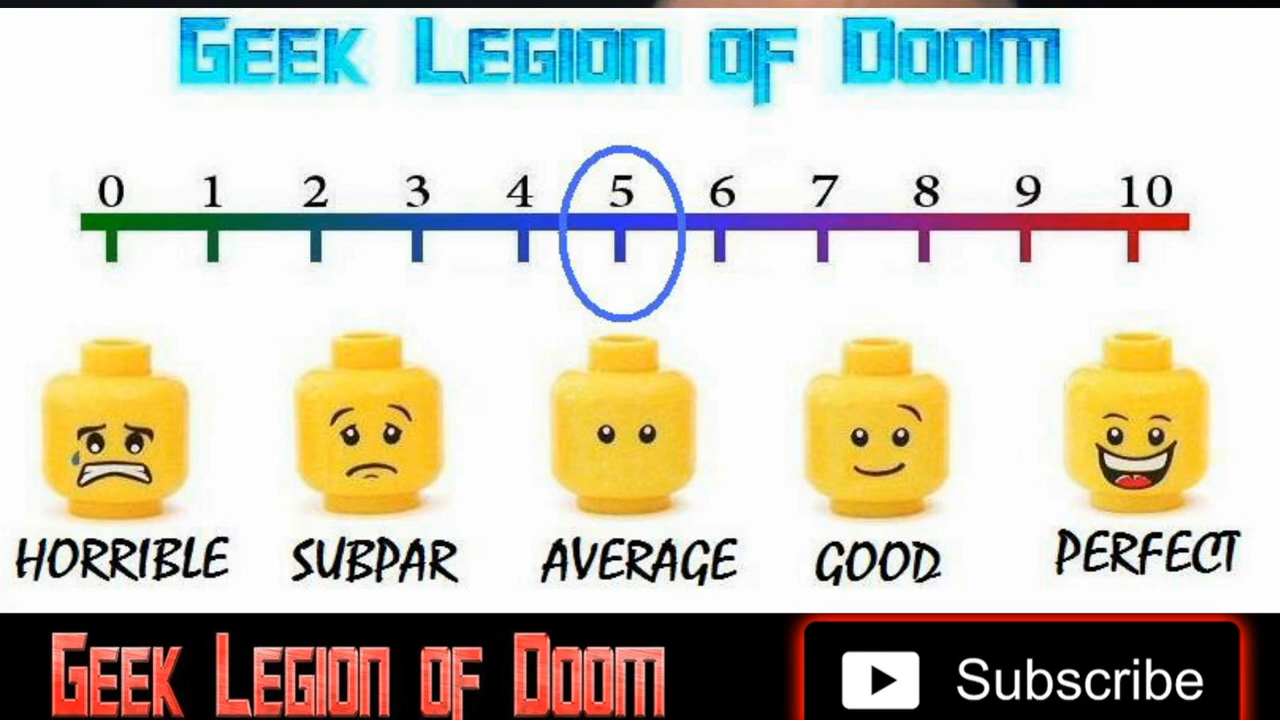 GEEK LEGION OF DOOM
0 1 2 3 4 5 6 7 8 9 10
HORRIBLE SUBPAR AVERAGE GOOD PERFECT
GEEK LEGION OF DOOM
Subscribe